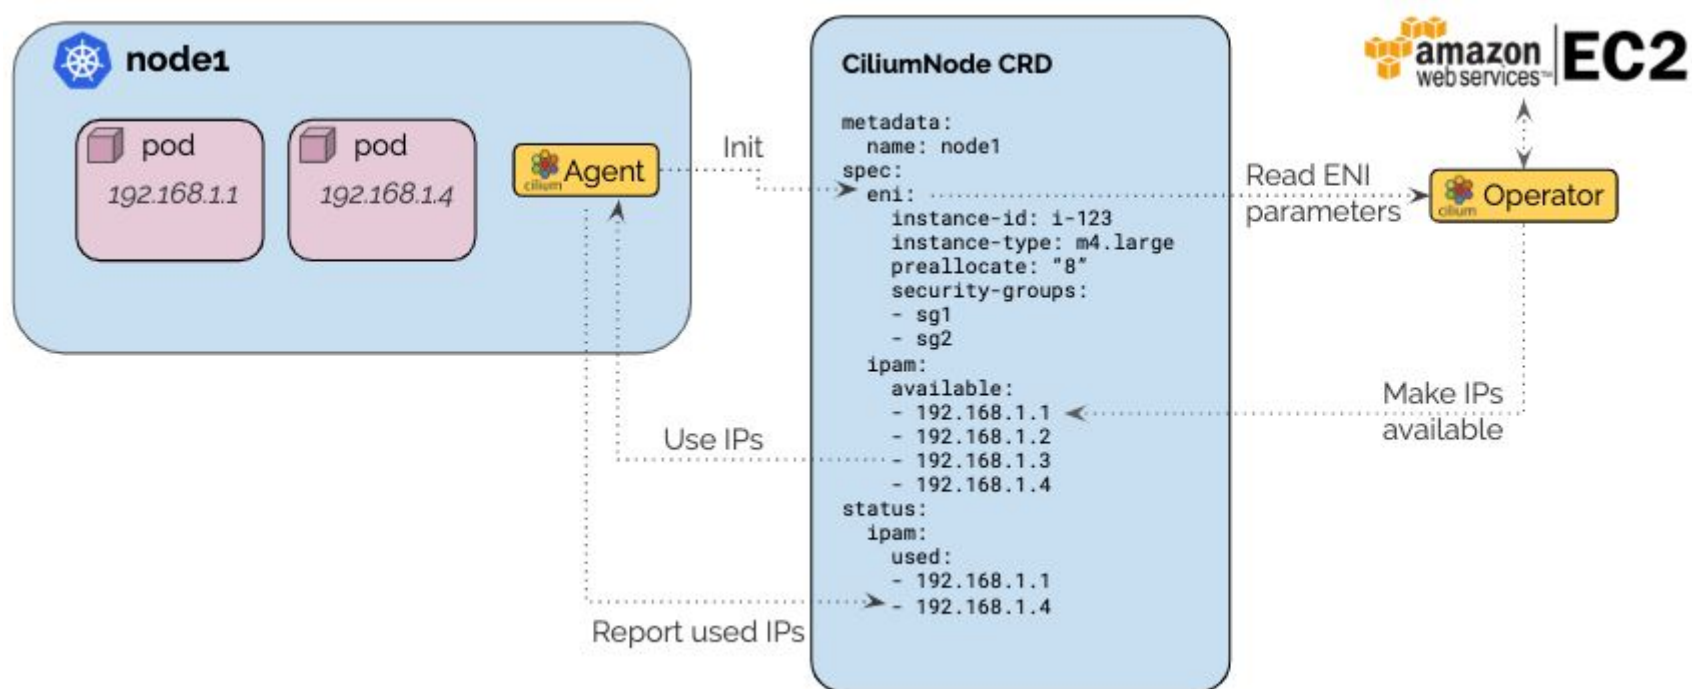 node1
pod
192.168.1.1
pod
192.168.1.4
cilium Agent
Init
CiliumNode CRD
metadata:
  name: node1
spec:
  eni:
    instance-id: i-123
    instance-type: m4.large
    preallocate: “8”
    security-groups:
    - sg1
    - sg2
  ipam:
    available:
    - 192.168.1.1
    - 192.168.1.2
    - 192.168.1.3
    - 192.168.1.4
status:
  ipam:
    used:
    - 192.168.1.1
    - 192.168.1.4
Use IPs
Report used IPs
Read ENI
parameters
amazon
web services™
EC2
cilium Operator
Make IPs
available